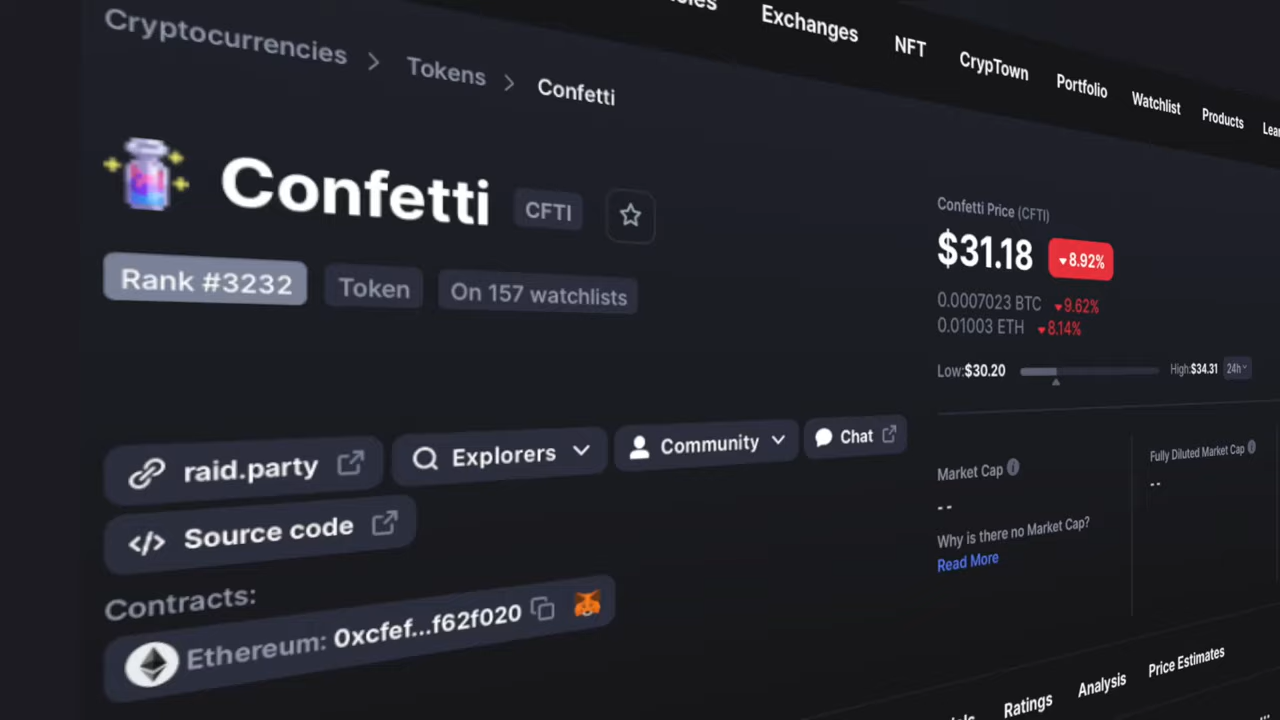 Exchanges NFT CrypTown Portfolio Watchlist Products
Cryptocurrencies > Tokens > Confetti
Confetti CFTI
Rank #3232 Token On 157 watchlists
raid.party Explorers Community Chat
Source code
Contracts:
Ethereum: 0xcfef...f62f020
Confetti Price (CFTI)
$31.18 8.92%
0.0007023 BTC 9.62%
0.01003 ETH 8.14%
Low:$30.20 High:$34.31 24h
Market Cap
- -
Why is there no Market Cap?
Read More
Fully Diluted Market Cap
- -
Ratings Analysis Price Estimates